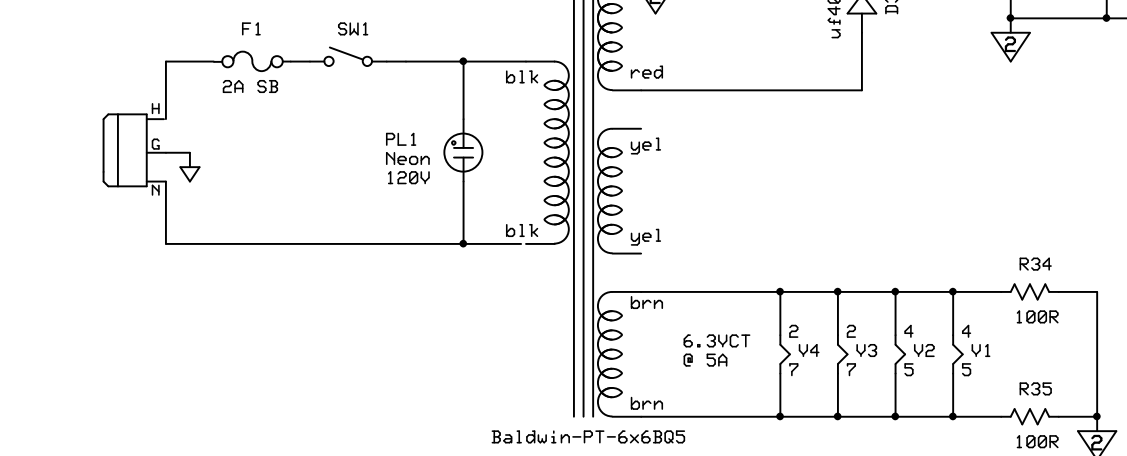 F1
SW1
2A SB
uf40
D3
2
red
blk
H
G
N
PL1
Neon
120V
yel
blk
yel
R34
brn
100R
6.3VCT
@ 5A
2
V4
7
2
V3
7
4
V2
5
4
V1
5
R35
brn
100R
2
Baldwin-PT-6x6BQ5